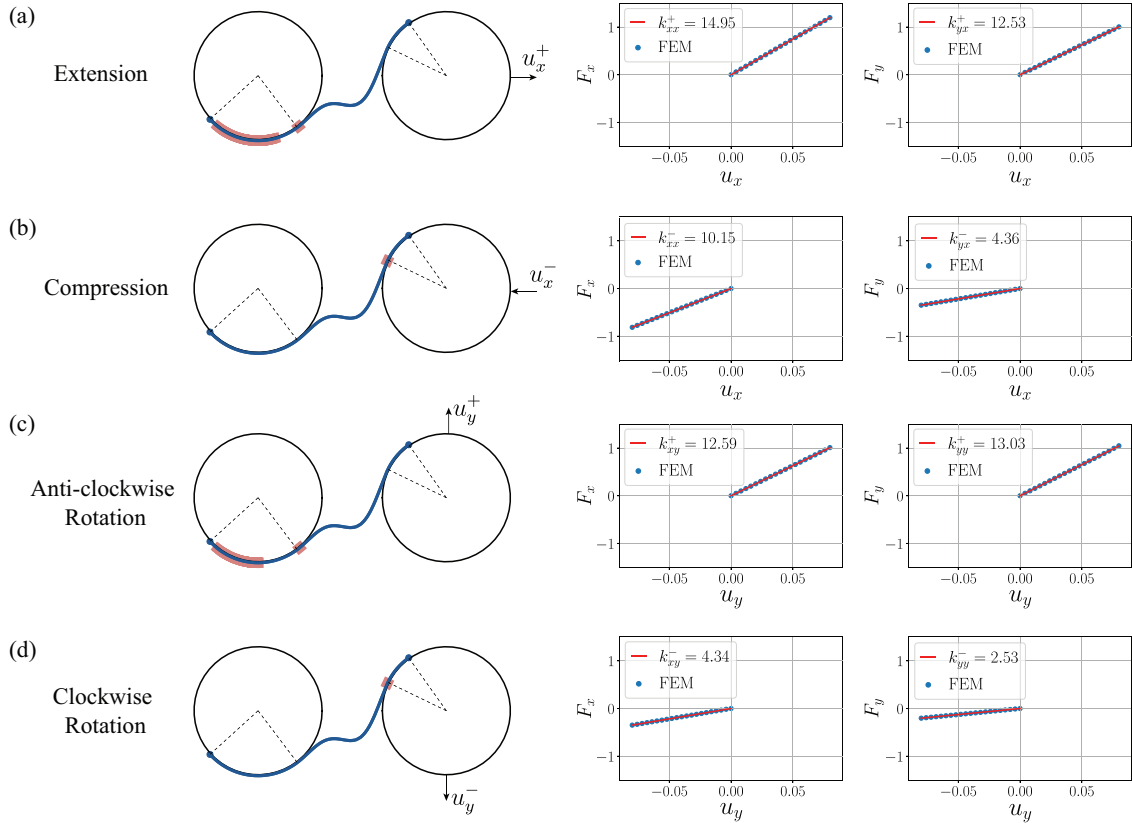 (a)
Extension
u_x^+
k_{xx}^+ = 14.95
FEM
F_x
1
0
−1
−0.05
0.00
0.05
u_x
k_{yx}^+ = 12.53
FEM
F_y
1
0
−1
−0.05
0.00
0.05
u_x
(b)
Compression
u_x^-
k_{xx}^- = 10.15
FEM
F_x
1
0
−1
−0.05
0.00
0.05
u_x
k_{yx}^- = 4.36
FEM
F_y
1
0
−1
−0.05
0.00
0.05
u_x
(c)
Anti-clockwise
Rotation
u_y^+
k_{xy}^+ = 12.59
FEM
F_x
1
0
−1
−0.05
0.00
0.05
u_y
k_{yy}^+ = 13.03
FEM
F_y
1
0
−1
−0.05
0.00
0.05
u_y
(d)
Clockwise
Rotation
u_y^-
k_{xy}^- = 4.34
FEM
F_x
1
0
−1
−0.05
0.00
0.05
u_y
k_{yy}^- = 2.53
FEM
F_y
1
0
−1
−0.05
0.00
0.05
u_y